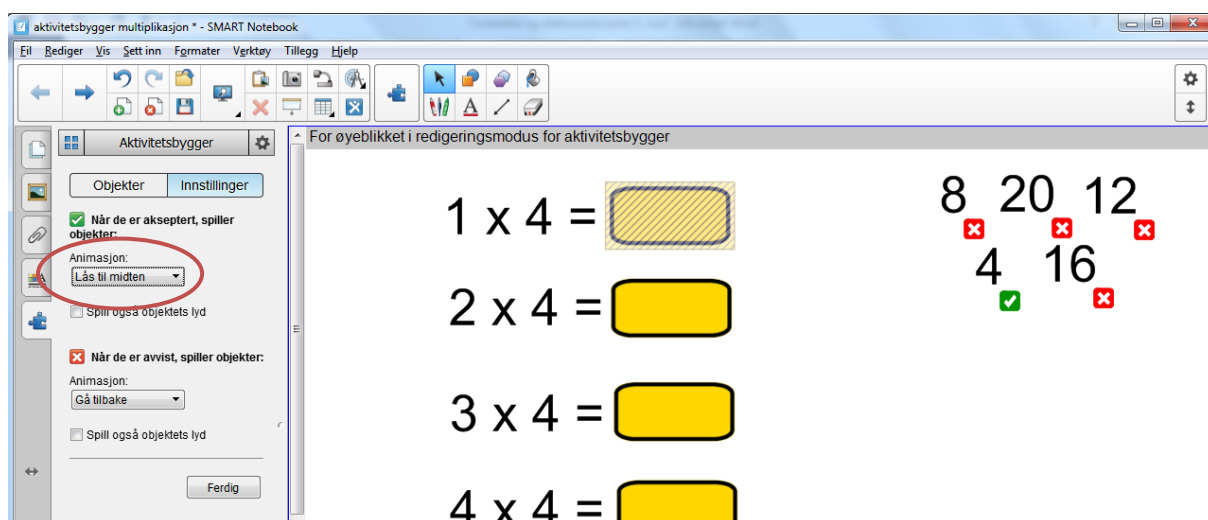 aktivitetsbygger multiplikasjon * - SMART Notebook
Fil Rediger Vis Sett inn Formater Verktøy Tillegg Hjelp
Aktivitetsbygger
For øyeblikket i redigeringsmodus for aktivitetsbygger
Objekter Innstillinger
Når de er akseptert, spiller
objekter:
Animasjon:
Lås til midten
Spill også objektets lyd
Når de er avvist, spiller objekter:
Animasjon:
Gå tilbake
Spill også objektets lyd
Ferdig
1 x 4 =
2 x 4 =
3 x 4 =
4 x 4 =
8 20 12
4 16